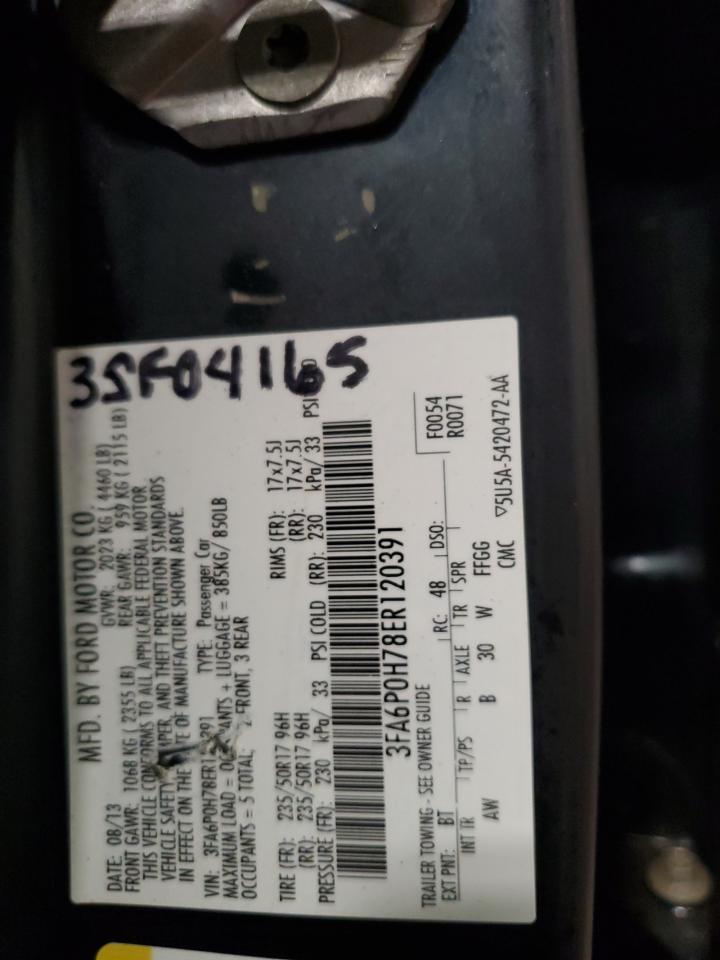 3SF04165
MFD. BY FORD MOTOR CO.
DATE: 08/13 GVWR: 2023 KG ( 4460 LB)
FRONT GAWR: 1068 KG ( 2355 LB) REAR GAWR: 959 KG ( 2115 LB)
THIS VEHICLE CONFORMS TO ALL APPLICABLE FEDERAL MOTOR
VEHICLE SAFETY, AND THEFT PREVENTION STANDARDS
IN EFFECT ON THE OF MANUFACTURE SHOWN ABOVE.
VIN: TYPE: Passenger Car
MAXIMUM LOAD = + LUGGAGE = 385KG/ 850LB
OCCUPANTS = 5 TOTAL, FRONT, 3 REAR
TIRE (FR): 235/50R17 96H RIMS (FR): 17x7.5J
(RR): 235/50R17 96H (RR): 17x7.5J
PRESSURE (FR): 230 kPa/ 33 PSI COLD (RR): 230 kPa/ 33 PSI
3FA6P0H78ER120391
TRAILER TOWING - SEE OWNER GUIDE F0054
EXT PNT: BT RC: 48 DSO: R0071
INT TR TP/PS R AXLE TR SPR
AW B 30 W FFGG
CMC ▽5U5A-5420472-AA